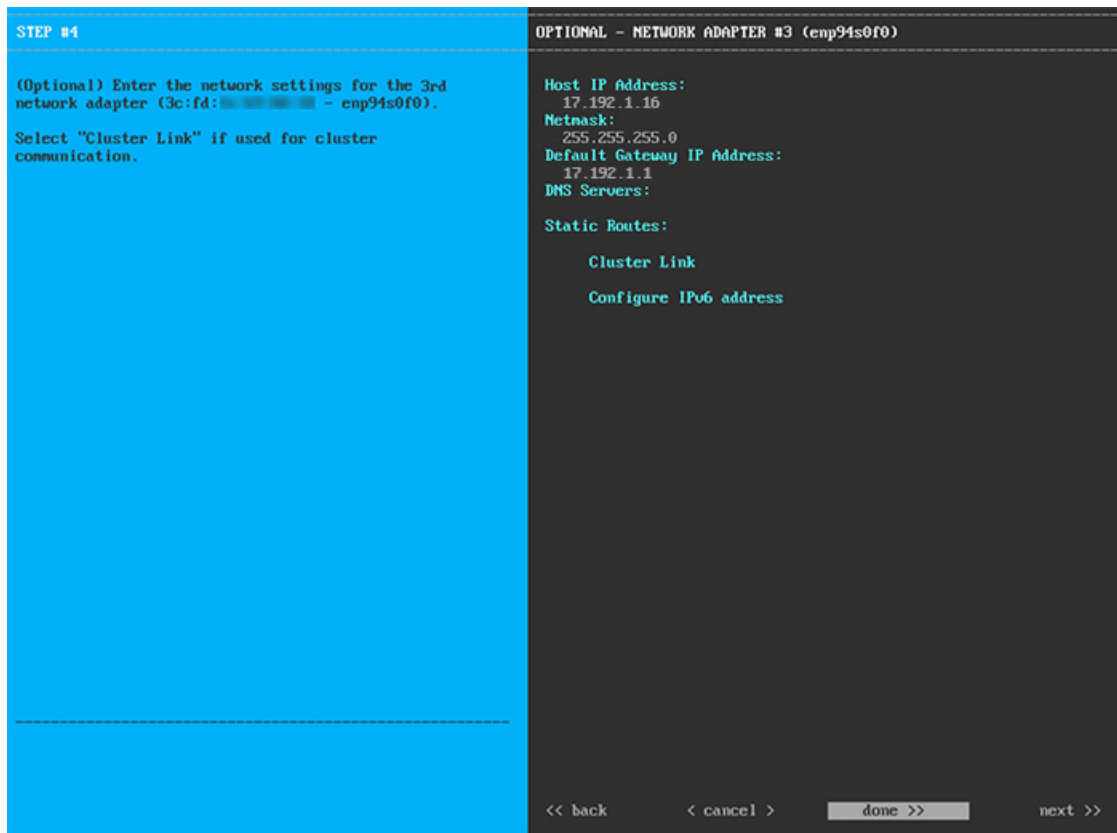 STEP #4
(Optional) Enter the network settings for the 3rd
network adapter (3c:fd: - enp94s0f0).
Select "Cluster Link" if used for cluster
communication.
OPTIONAL - NETWORK ADAPTER #3 (enp94s0f0)
Host IP Address:
17.192.1.16
Netmask:
255.255.255.0
Default Gateway IP Address:
17.192.1.1
DNS Servers:
Static Routes:
Cluster Link
Configure IPv6 address
<< back < cancel > done >> next >>